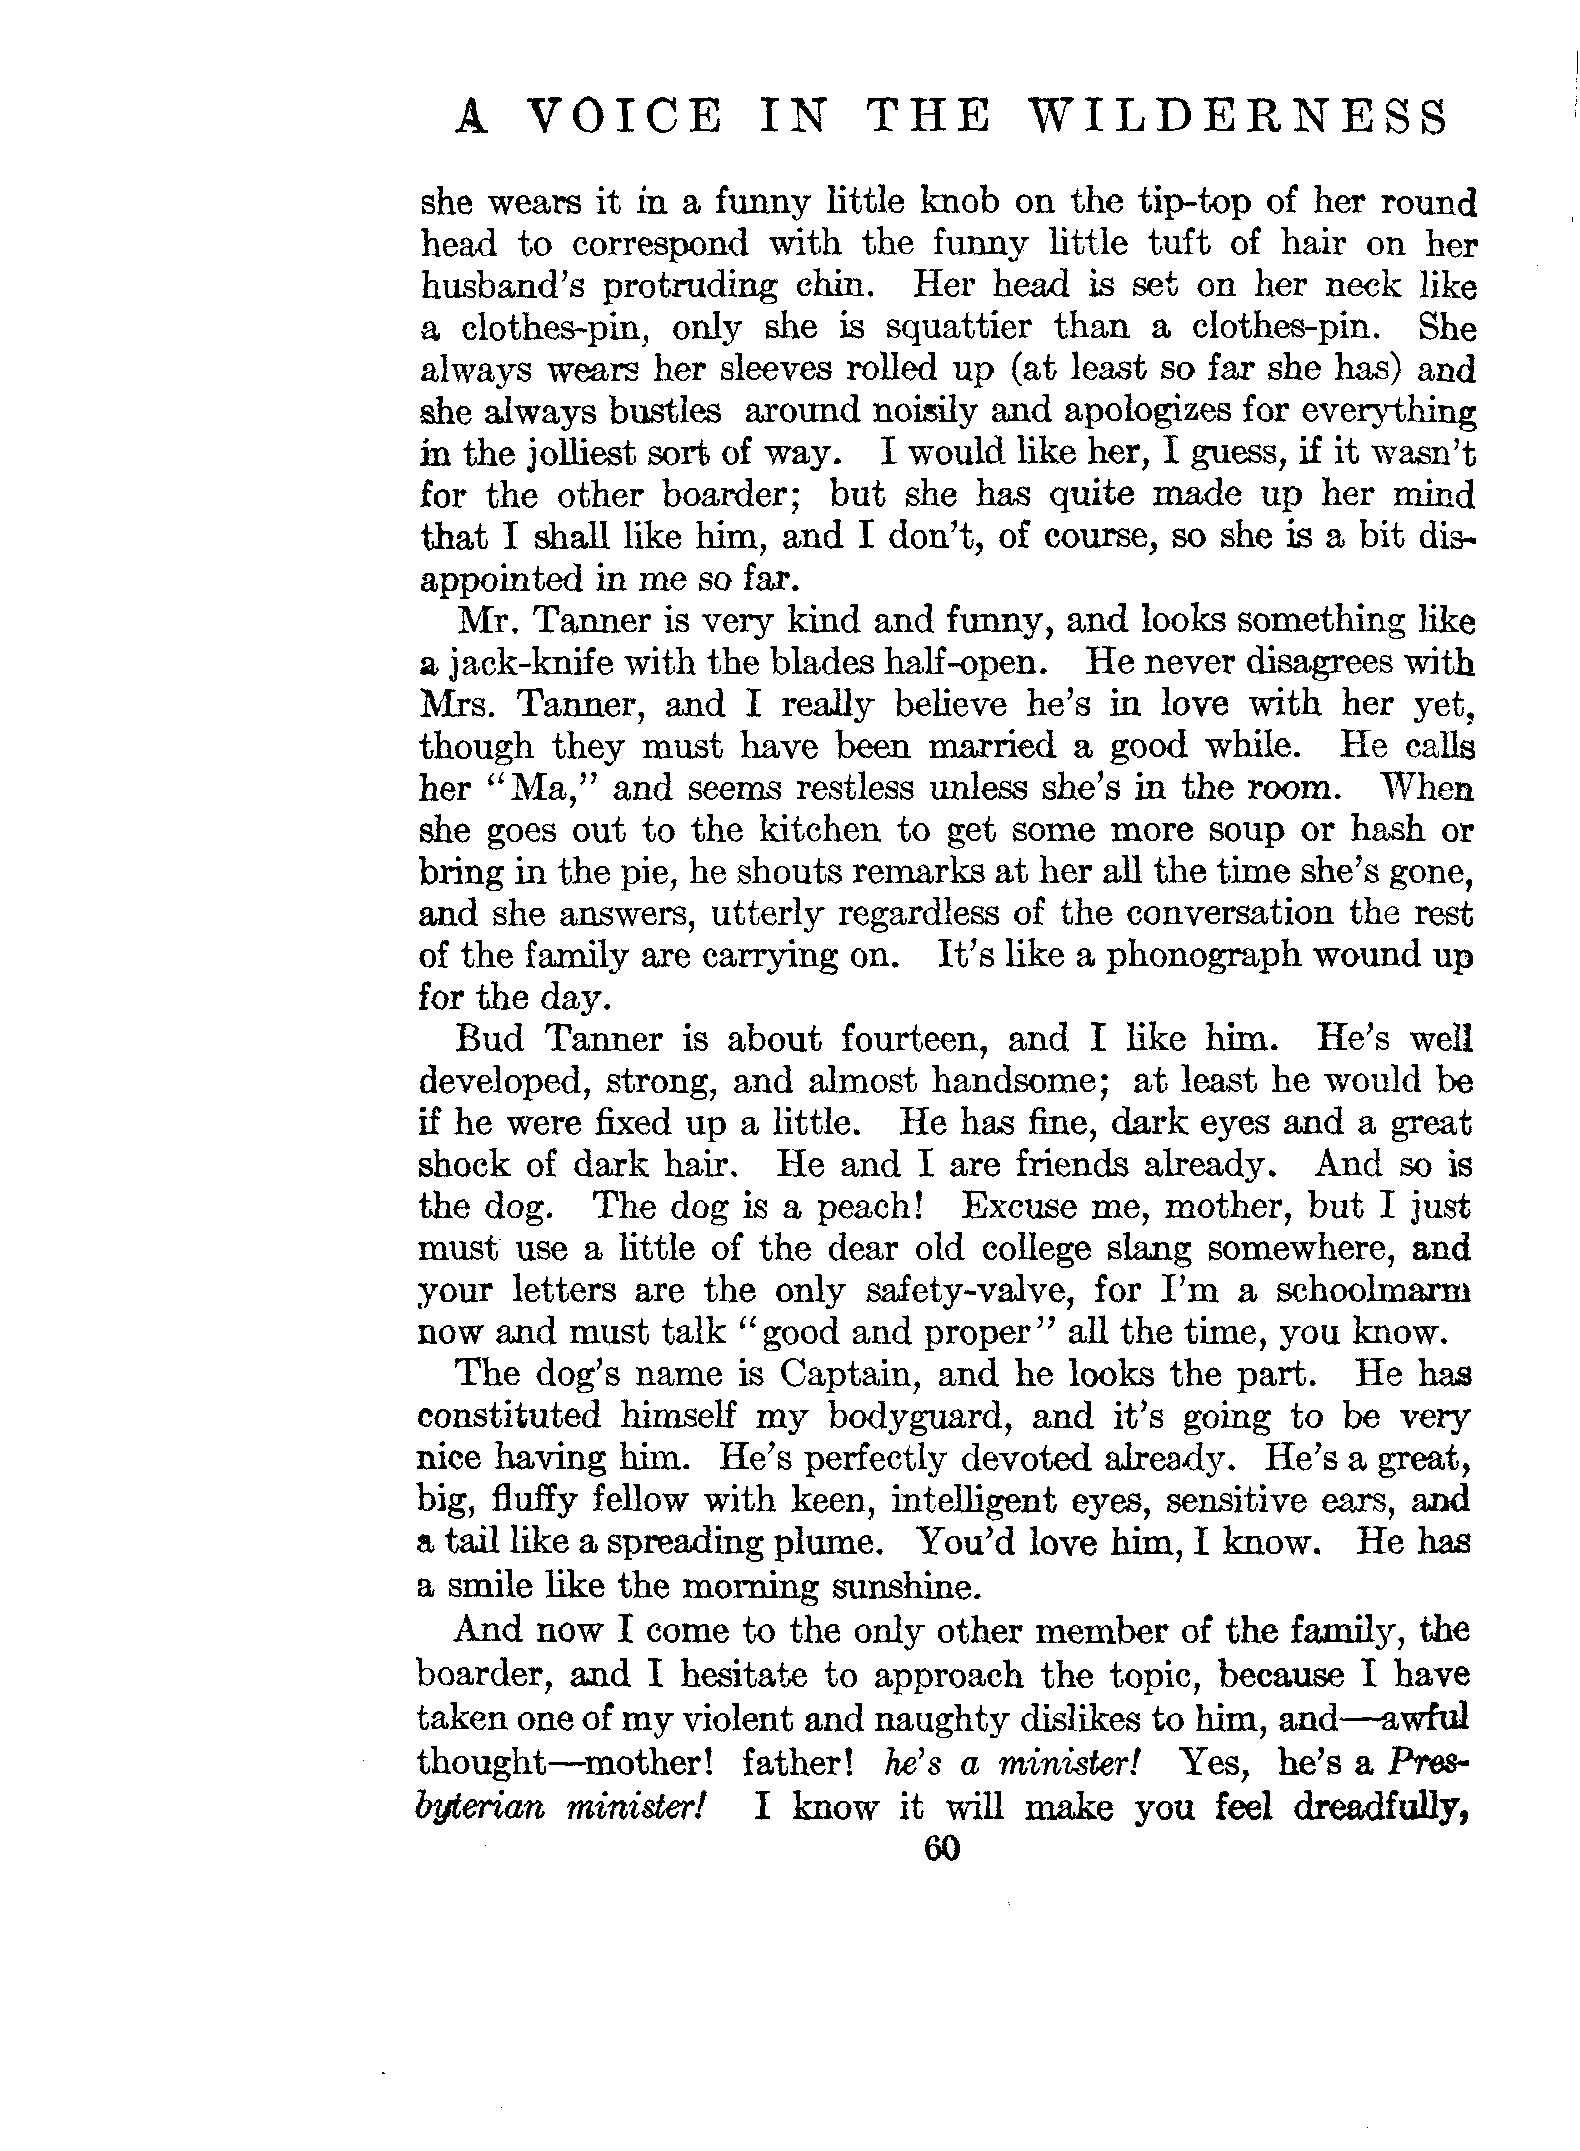 A VOICE IN THE WILDERNESS
she wears it in a funny little knob on the tip-top of her round
head to correspond with the funny little tuft of hair on her
husband's protruding chin. Her head is set on her neck like
a clothes-pin, only she is squattier than a clothes-pin. She
always wears her sleeves rolled up (at least so far she has) and
she always bustles around noisily and apologizes for everything
in the jolliest sort of way. I would like her, I guess, if it wasn't
for the other boarder; but she has quite made up her mind
that I shall like him, and I don't, of course, so she is a bit dis-
appointed in me so far.
Mr. Tanner is very kind and funny, and looks something like
a jack-knife with the blades half-open. He never disagrees with
Mrs. Tanner, and I really believe he's in love with her yet,
though they must have been married a good while. He calls
her "Ma," and seems restless unless she's in the room. When
she goes out to the kitchen to get some more soup or hash or
bring in the pie, he shouts remarks at her all the time she's gone,
and she answers, utterly regardless of the conversation the rest
of the family are carrying on. It's like a phonograph wound up
for the day.
Bud Tanner is about fourteen, and I like him. He's well
developed, strong, and almost handsome; at least he would be
if he were fixed up a little. He has fine, dark eyes and a great
shock of dark hair. He and I are friends already. And so is
the dog. The dog is a peach! Excuse me, mother, but I just
must use a little of the dear old college slang somewhere, and
your letters are the only safety-valve, for I'm a schoolmarm
now and must talk "good and proper" all the time, you know.
The dog's name is Captain, and he looks the part. He has
constituted himself my bodyguard, and it's going to be very
nice having him. He's perfectly devoted already. He's a great,
big, fluffy fellow with keen, intelligent eyes, sensitive ears, and
a tail like a spreading plume. You'd love him, I know. He has
a smile like the morning sunshine.
And now I come to the only other member of the family, the
boarder, and I hesitate to approach the topic, because I have
taken one of my violent and naughty dislikes to him, and—awful
thought—mother! father! he's a minister! Yes, he's a Pres-
byterian minister! I know it will make you feel dreadfully,
60